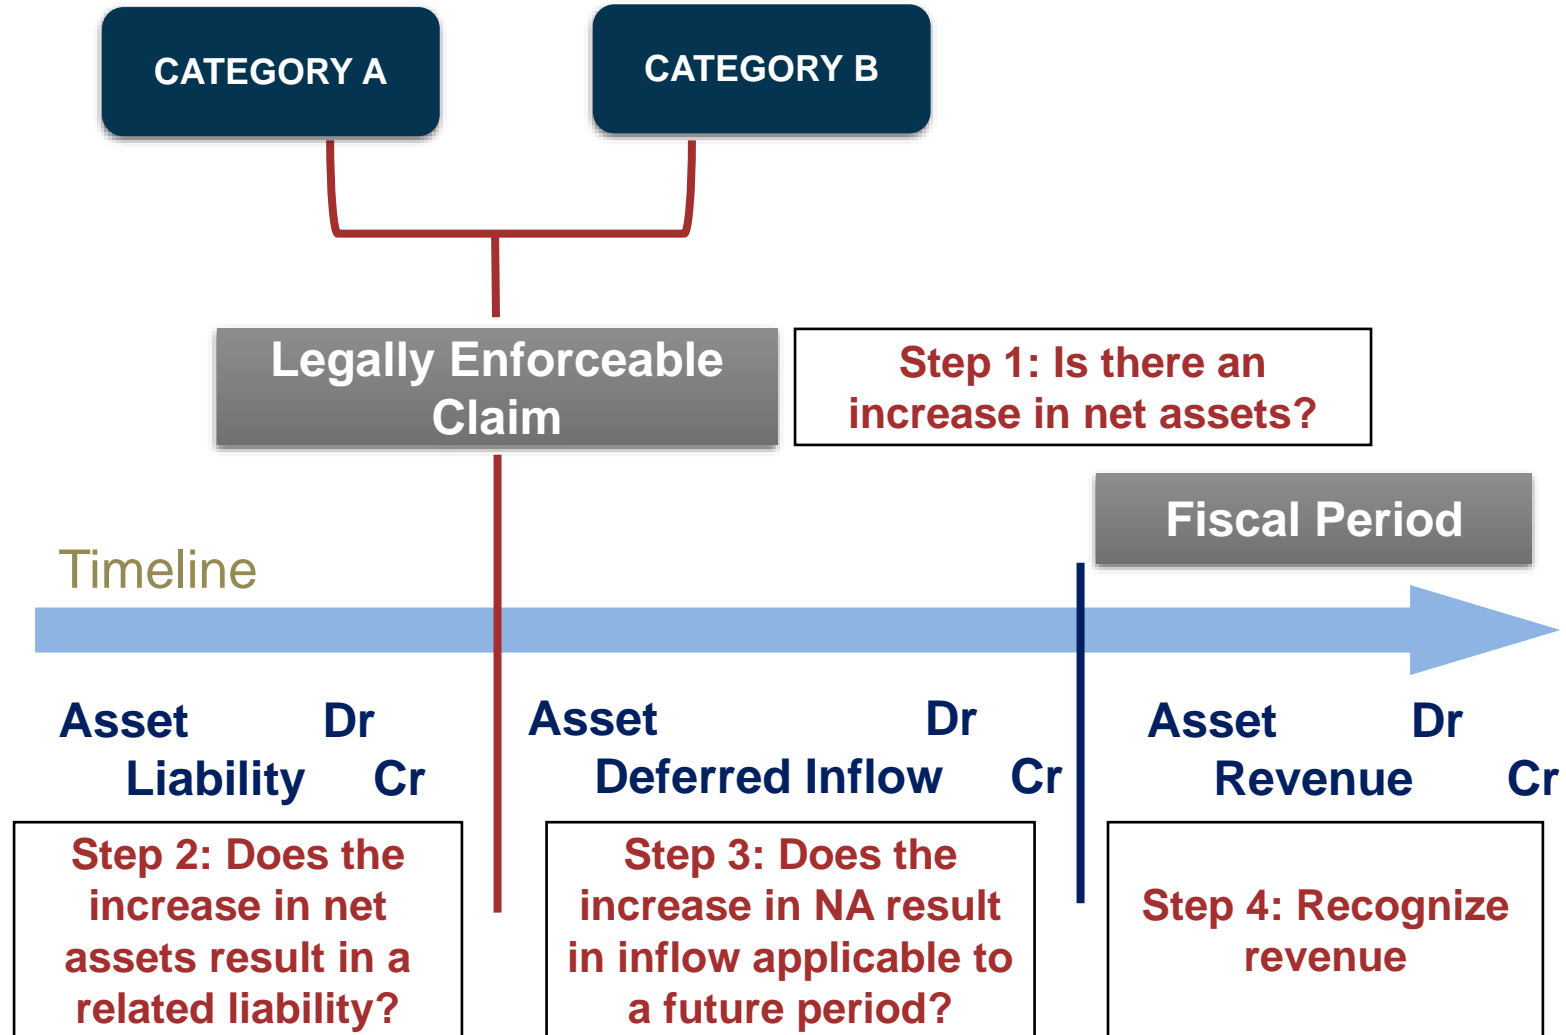 CATEGORY A
CATEGORY B
Legally Enforceable
Claim
Step 1: Is there an
increase in net assets?
Fiscal Period
Timeline
Asset Dr
Liability Cr
Asset Dr
Deferred Inflow Cr
Asset Dr
Revenue Cr
Step 2: Does the
increase in net
assets result in a
related liability?
Step 3: Does the
increase in NA result
in inflow applicable to
a future period?
Step 4: Recognize
revenue